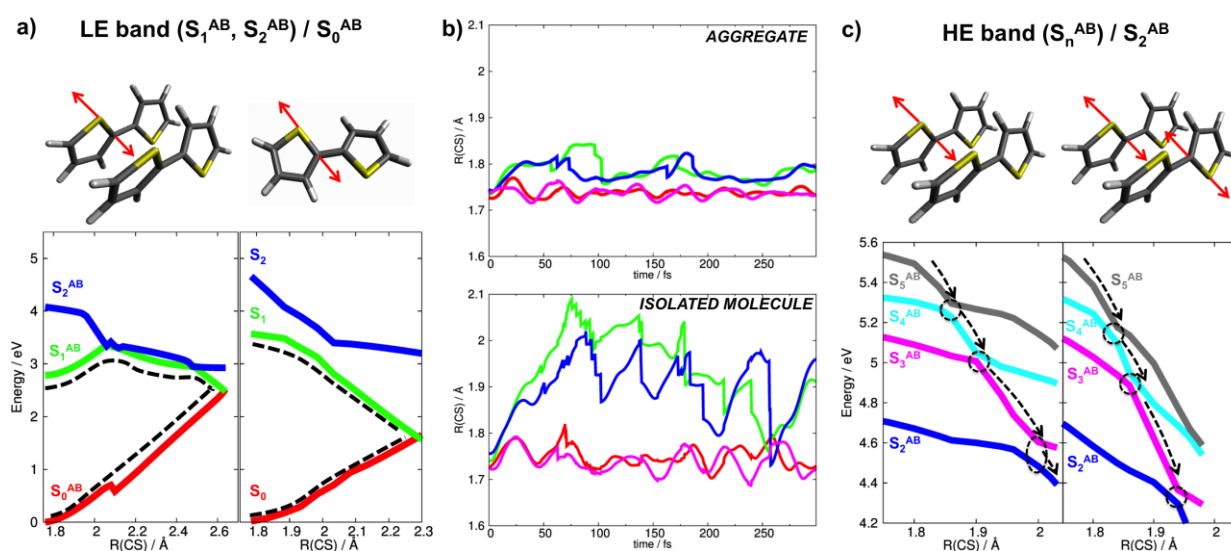 a) LE band (S₁ᴬᴮ, S₂ᴬᴮ) / S₀ᴬᴮ
5
4
3
2
1
0
Energy / eV
S₂ᴬᴮ
S₁ᴬᴮ
S₀ᴬᴮ
1.8 2 2.2 2.4 2.6
R(CS) / Å
S₂
S₁
S₀
1.8 1.9 2 2.1 2.2 2.3
R(CS) / Å
b)
AGGREGATE
2.1
2
1.9
1.8
1.7
1.6
R(CS) / Å
0 50 100 150 200 250
time / fs
ISOLATED MOLECULE
2.1
2
1.9
1.8
1.7
1.6
R(CS) / Å
0 50 100 150 200 250
time / fs
c) HE band (Sₙᴬᴮ) / S₂ᴬᴮ
5.6
5.4
5.2
5
4.8
4.6
4.4
4.2
Energy / eV
S₅ᴬᴮ
S₄ᴬᴮ
S₃ᴬᴮ
S₂ᴬᴮ
1.8 1.9 2
R(CS) / Å
S₅ᴬᴮ
S₄ᴬᴮ
S₃ᴬᴮ
S₂ᴬᴮ
1.8 1.9 2
R(CS) / Å